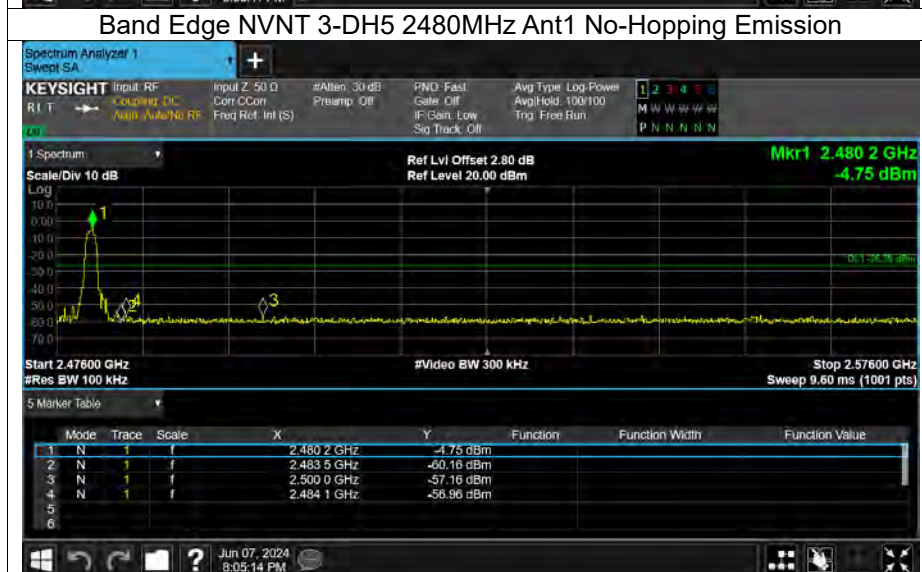 Band Edge NVNT 3-DH5 2480MHz Ant1 No-Hopping Emission
Spectrum Analyzer 1
Swept SA
+
KEYSIGHT Input: RF Input Z: 50 Ω #Atten: 30 dB PNO: Fast Avg Type: Log-Power 1 2 3 4 5 6
RLT Coupling: DC Corr CCorr Preamp: Off Gate: Off Avg|Hold: 100/100 M W W W W W
Align: Auto/No RF Freq Ref: Int (S) IF Gain: Low Trig: Free Run
Sig Track: Off P N N N N N
1 Spectrum
Scale/Div 10 dB
Ref Lvl Offset 2.80 dB
Ref Level 20.00 dBm
Mkr1 2.480 2 GHz
-4.75 dBm
Log
10.0
0.00
-10.0
-20.0
-30.0
-40.0
-50.0
-60.0
-70.0
1
4
2
3
DL1 -26.75 dBm
Start 2.47600 GHz #Video BW 300 kHz Stop 2.57600 GHz
#Res BW 100 kHz Sweep 9.60 ms (1001 pts)
5 Marker Table
Mode Trace Scale X Y Function Function Width Function Value
1 N 1 f 2.480 2 GHz -4.75 dBm
2 N 1 f 2.483 5 GHz -60.16 dBm
3 N 1 f 2.500 0 GHz -57.16 dBm
4 N 1 f 2.484 1 GHz -56.96 dBm
5
6
? Jun 07, 2024
8:05:14 PM